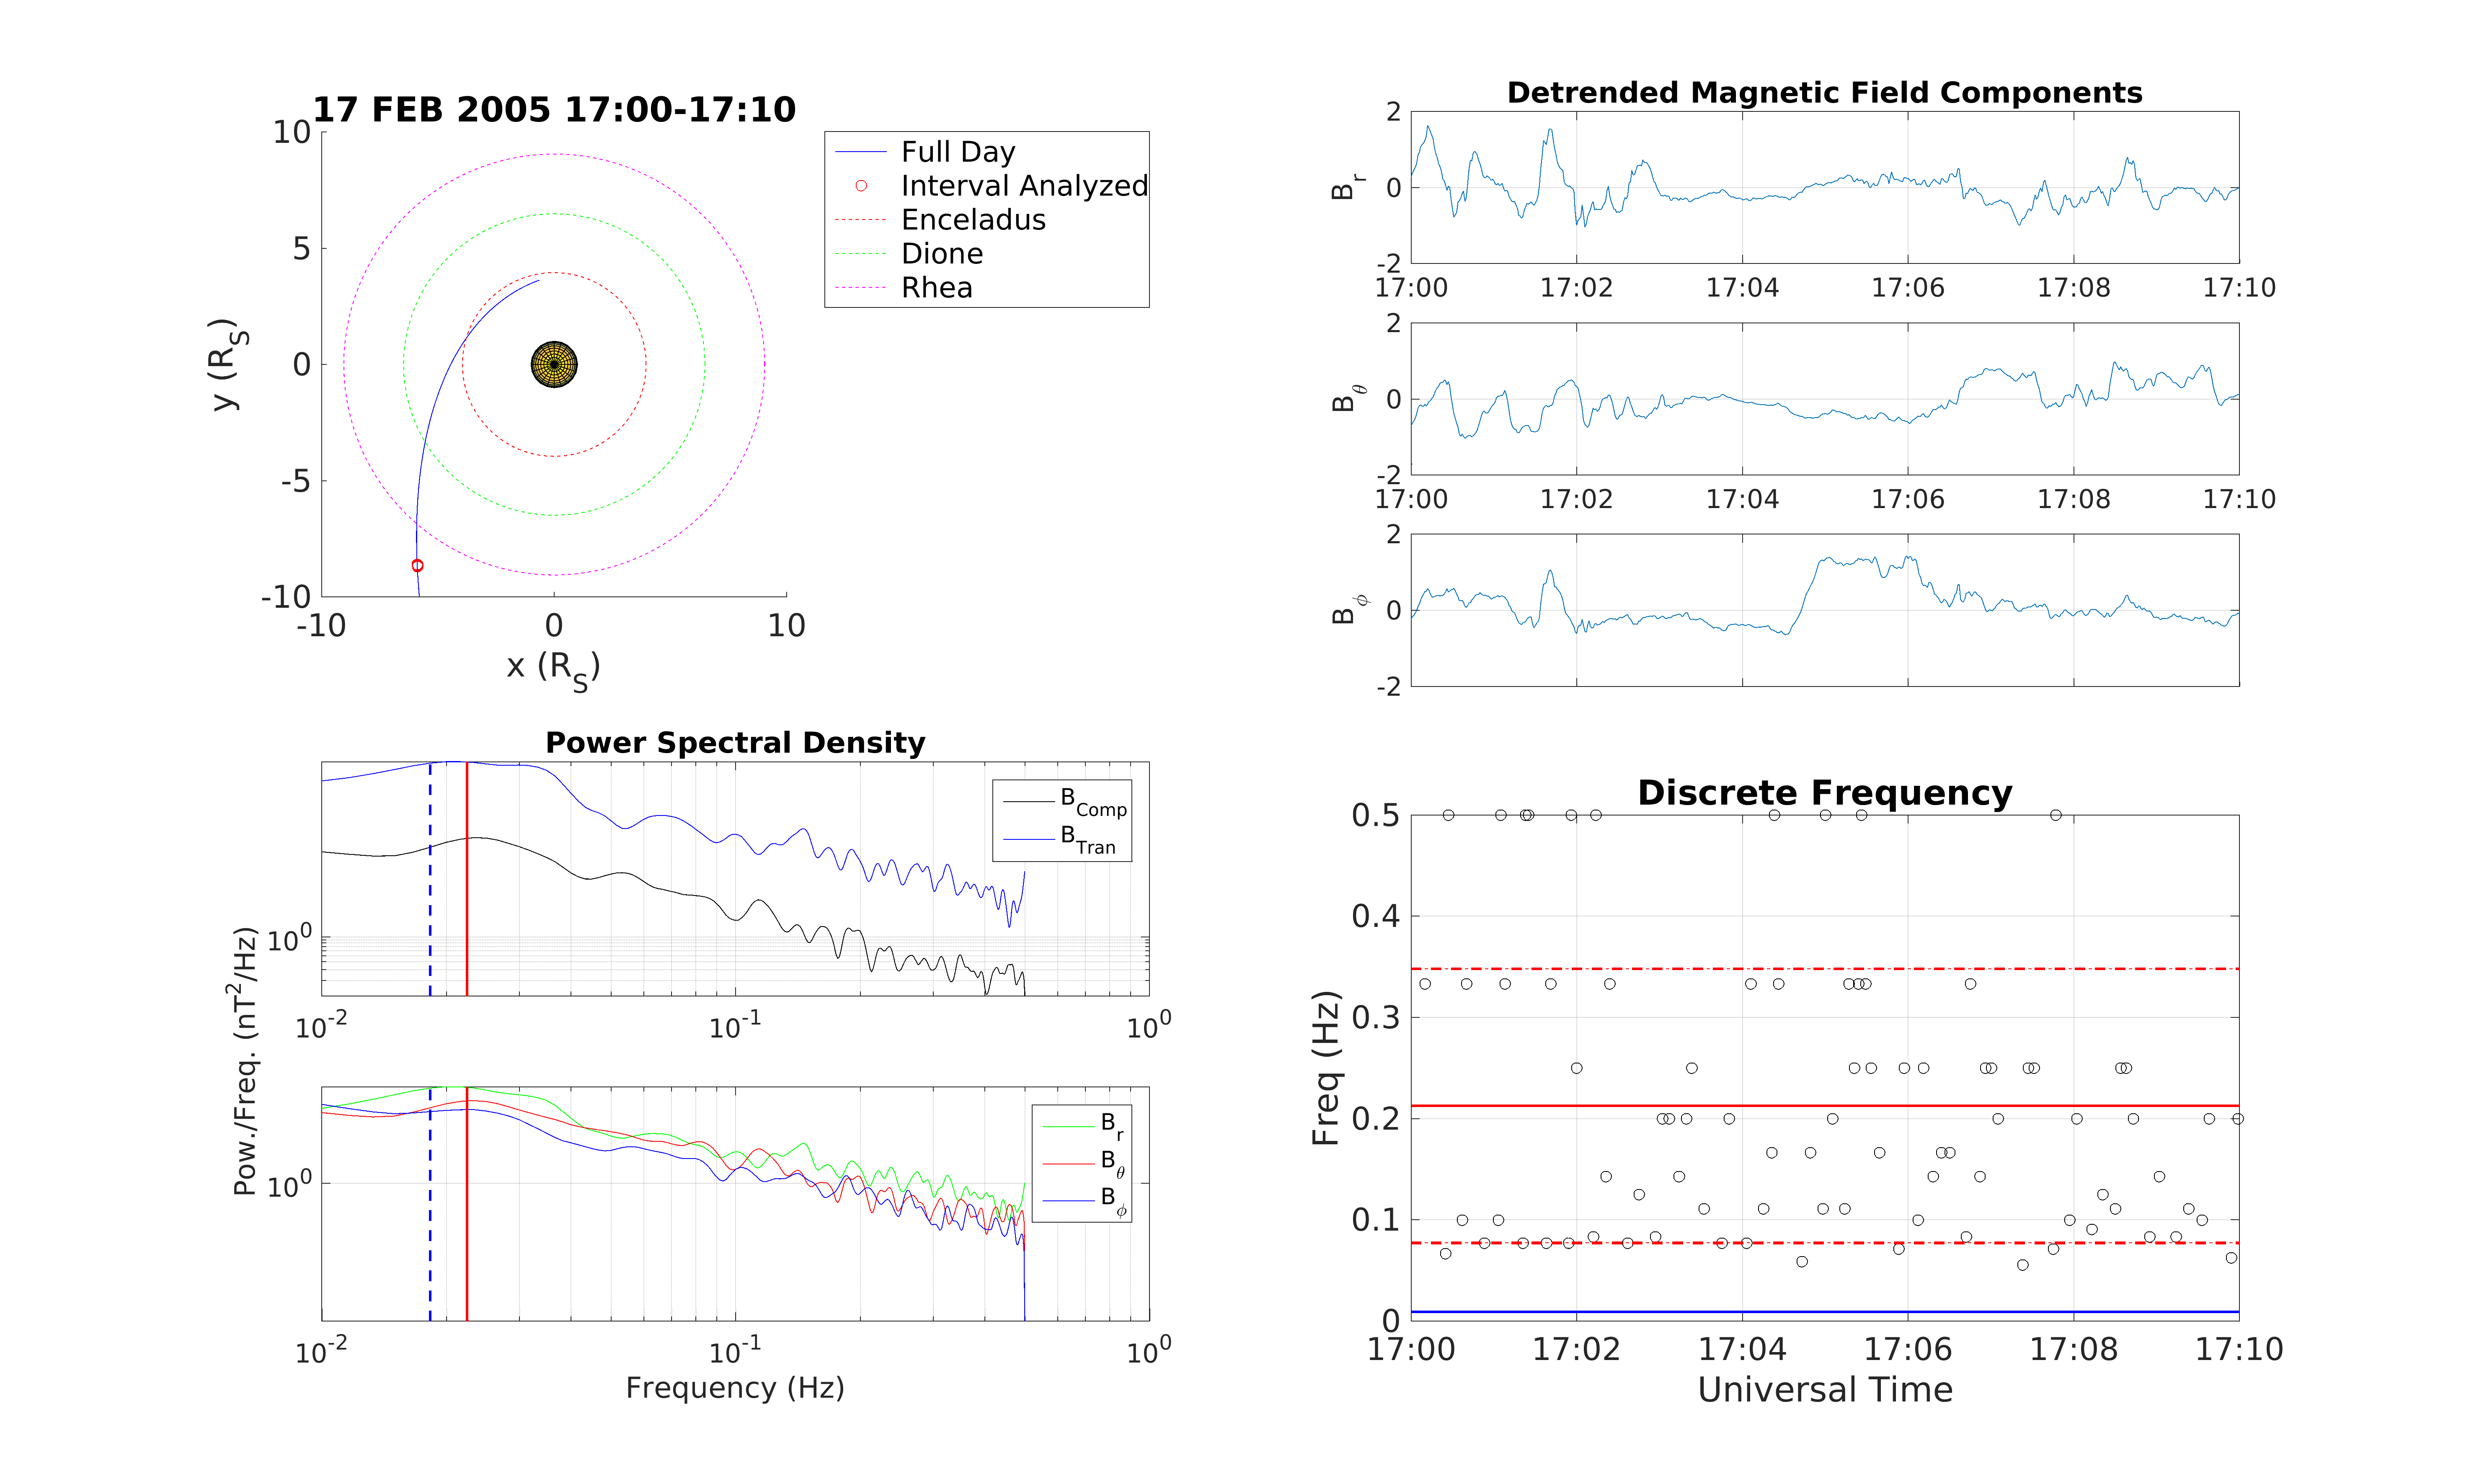 17 FEB 2005 17:00-17:10
10
5
0
-5
-10
-10
0
10
y (R_S)
x (R_S)
Full Day
Interval Analyzed
Enceladus
Dione
Rhea
Detrended Magnetic Field Components
2
0
-2
B_r
17:00
17:02
17:04
17:06
17:08
17:10
2
0
-2
B_θ
17:00
17:02
17:04
17:06
17:08
17:10
2
0
-2
B_ϕ
Power Spectral Density
B_Comp
B_Tran
10^0
10^-2
10^-1
10^0
Pow./Freq. (nT^2/Hz)
B_r
B_θ
B_ϕ
10^0
10^-2
10^-1
10^0
Frequency (Hz)
Discrete Frequency
0.5
0.4
0.3
0.2
0.1
0
Freq (Hz)
17:00
17:02
17:04
17:06
17:08
17:10
Universal Time